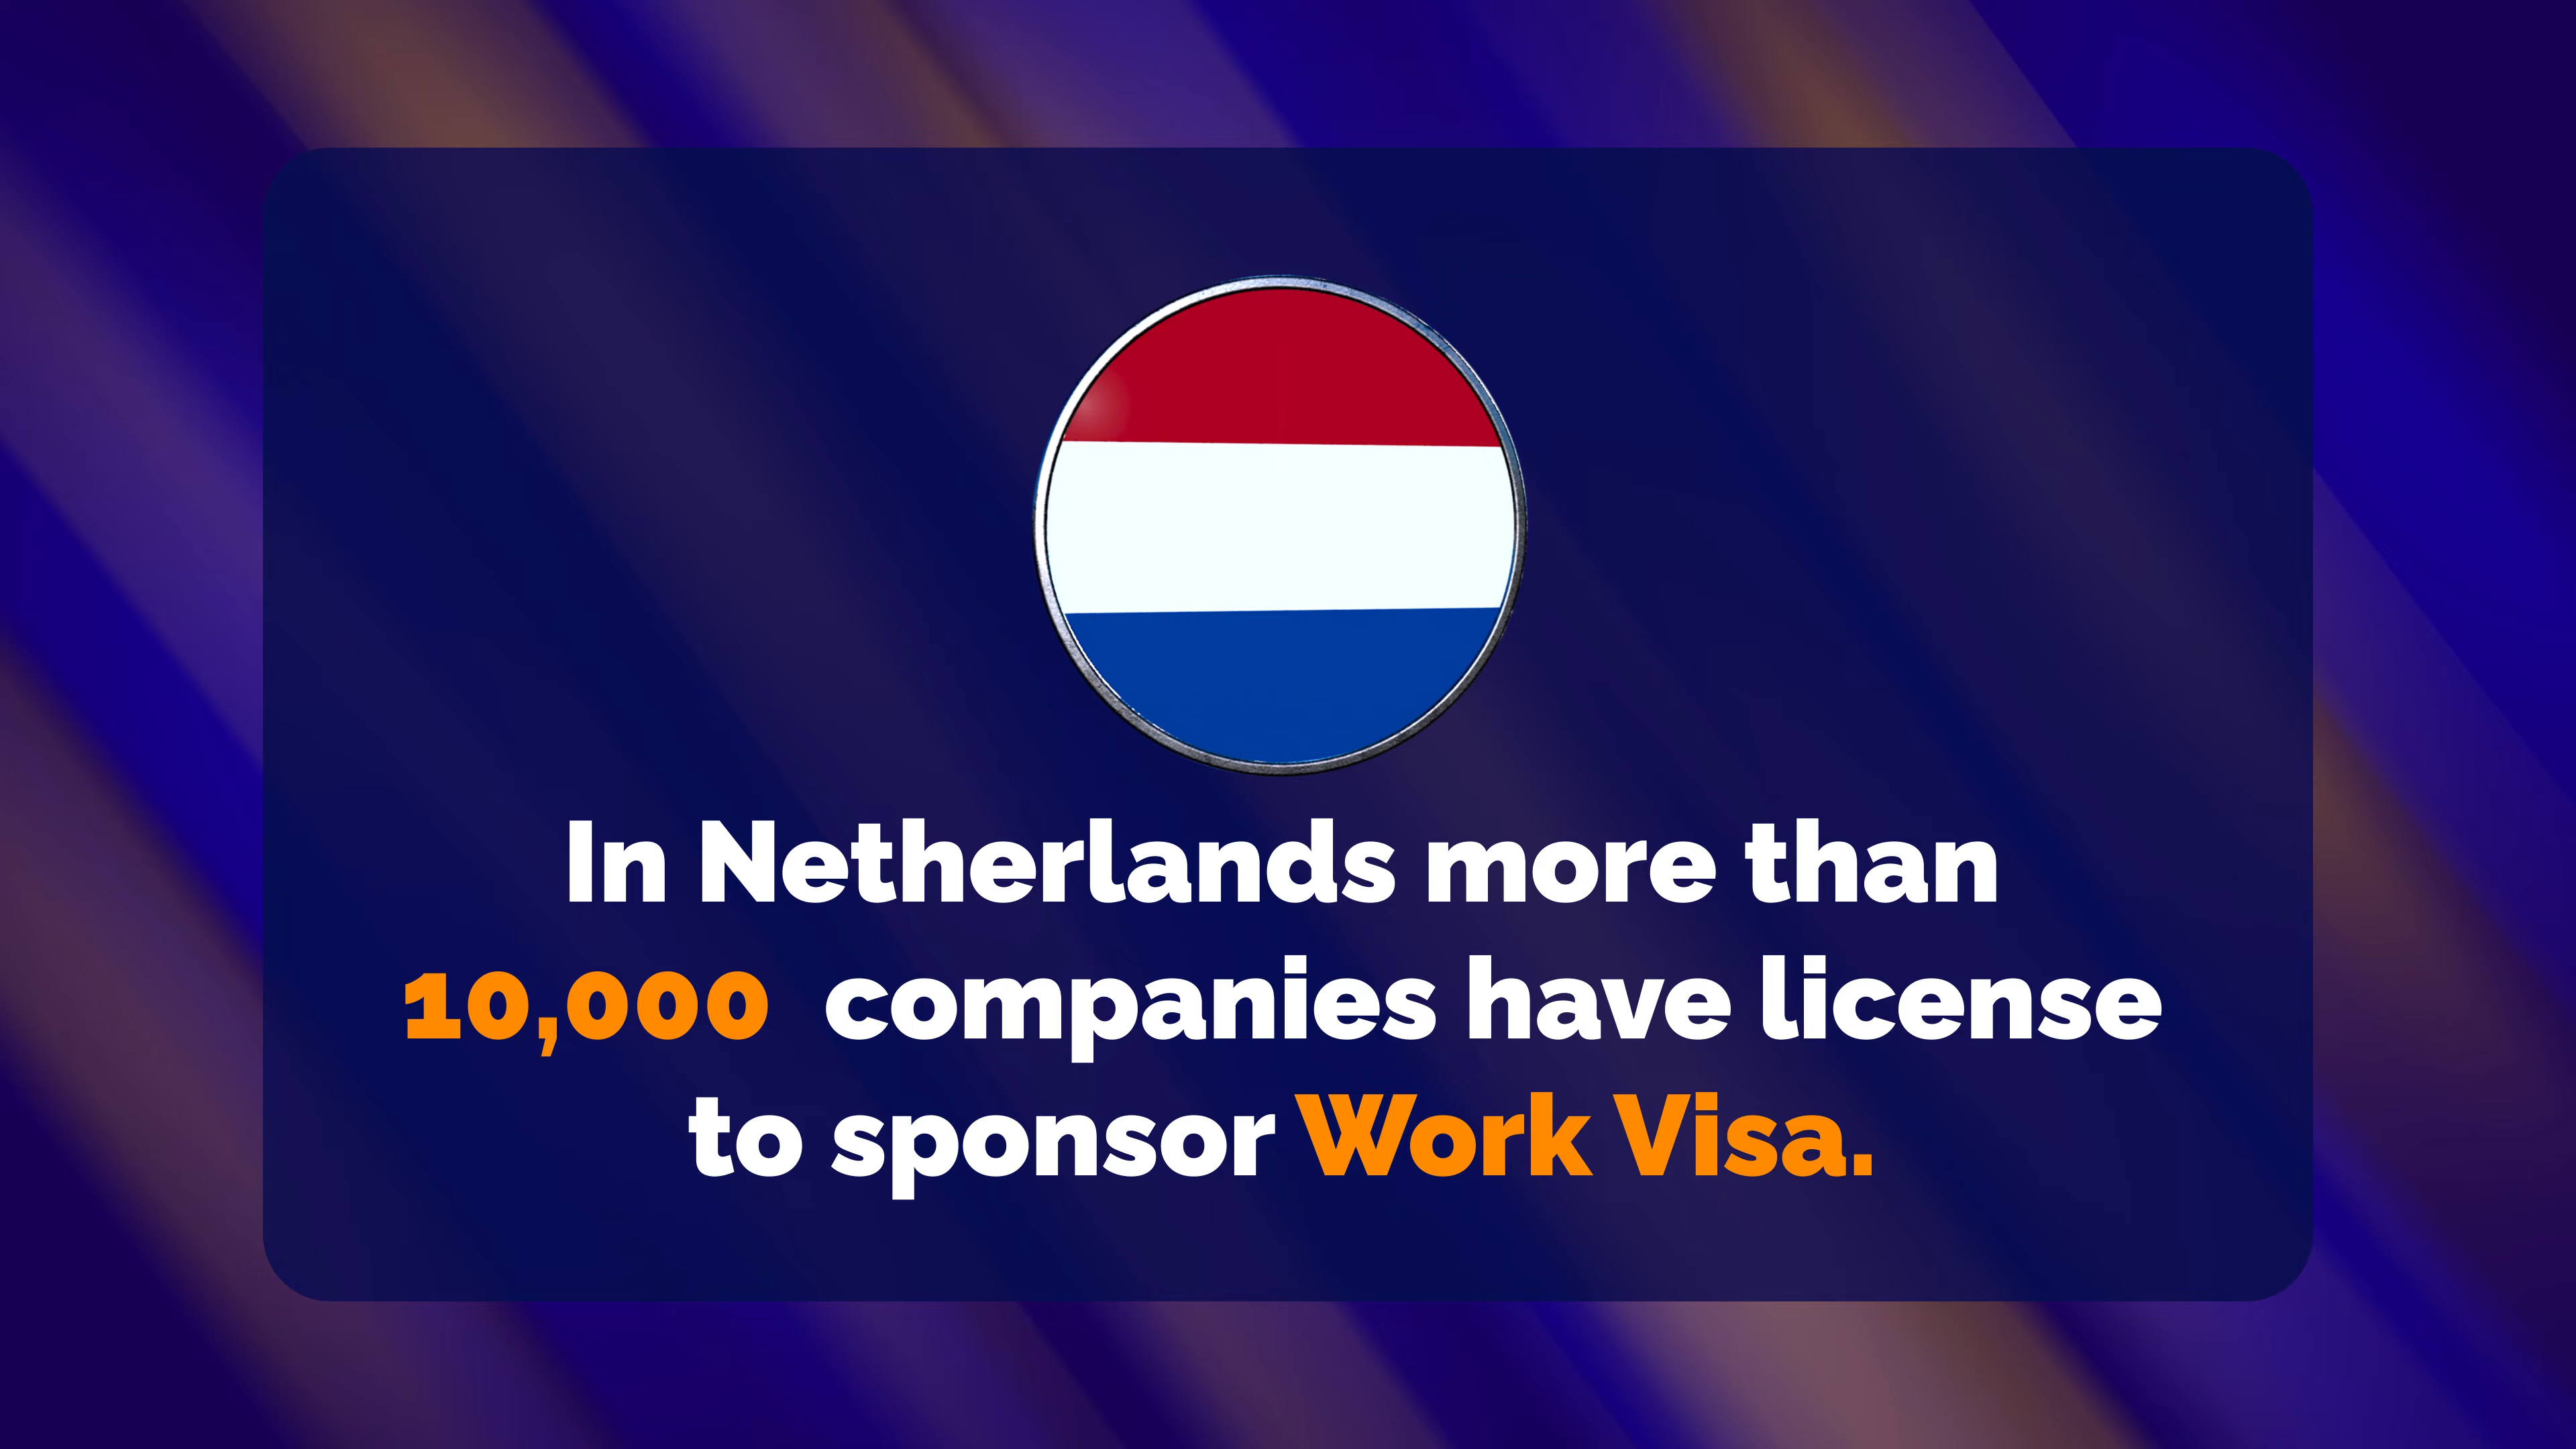 In Netherlands more than
10,000 companies have license
to sponsor Work Visa.